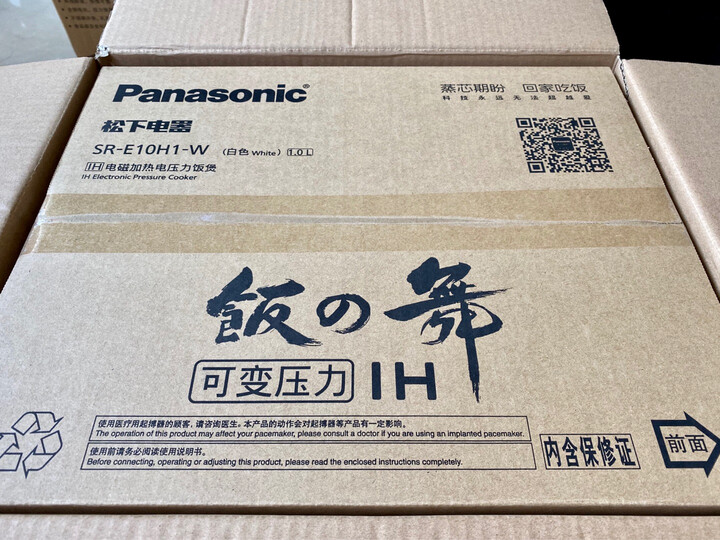 Panasonic
松下电器
SR-E10H1-W （白色 White） 1.0 L
IH 电磁加热电压力饭煲
IH Electronic Pressure Cooker
蒸芯期盼 回家吃饭
飯の舞
可变压力 IH
使用医疗用起搏器的顾客，请咨询医生。本产品的动作会对起搏器等产品有一定影响。
The operation of this product may affect your pacemaker, please consult a doctor if you are using an implanted pacemaker.
使用前请务必阅读使用说明书。
Before connecting, operating or adjusting this product, please read the enclosed instructions completely.
内含保修证
前面